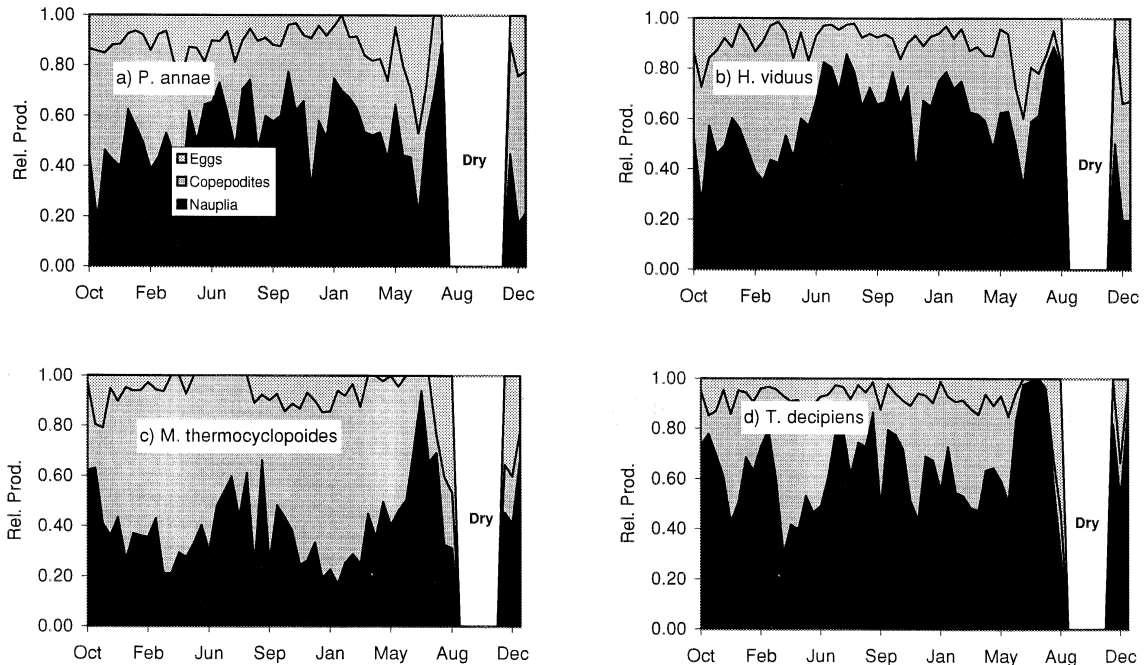 1.00
0.80
0.60
0.40
0.20
0.00
Rel. Prod.
a) P. annae
Eggs
Copepodites
Nauplia
Dry
Oct Feb Jun Sep Jan May Aug Dec
1.00
0.80
0.60
0.40
0.20
0.00
Rel. Prod.
b) H. viduus
Dry
Oct Feb Jun Sep Jan May Aug Dec
1.00
0.80
0.60
0.40
0.20
0.00
Rel. Prod.
c) M. thermocyclopoides
Dry
Oct Feb Jun Sep Jan May Aug Dec
1.00
0.80
0.60
0.40
0.20
0.00
Rel. Prod.
d) T. decipiens
Dry
Oct Feb Jun Sep Jan May Aug Dec